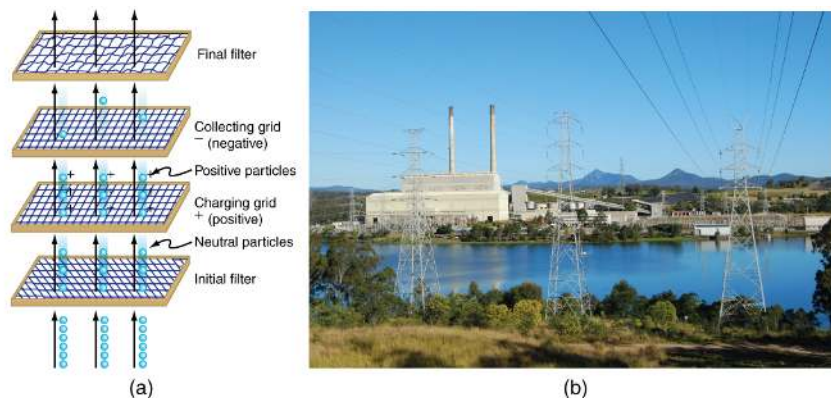 Final filter
Collecting grid
− (negative)
Positive particles
Charging grid
+ (positive)
Neutral particles
Initial filter
(a)
(b)